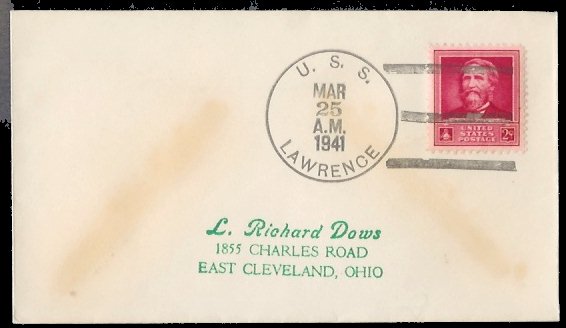 U. S. S.
MAR
25
A.M.
1941
LAWRENCE
UNITED
STATES
POSTAGE
2¢
L. Richard Dows
1855 CHARLES ROAD
EAST CLEVELAND, OHIO